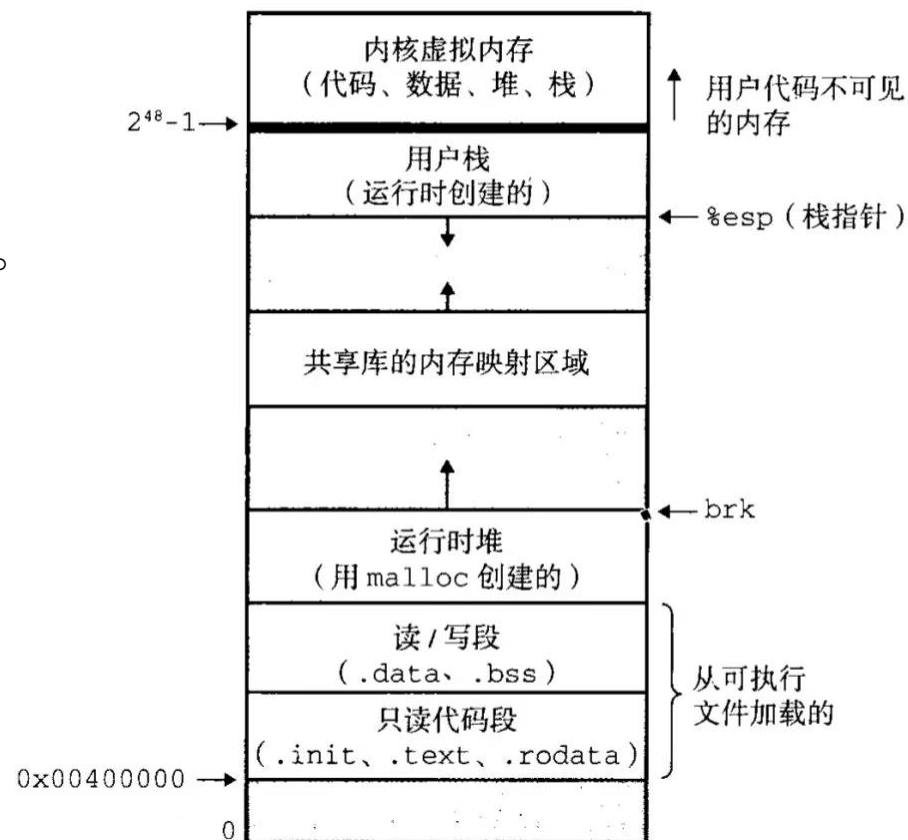 内核虚拟内存
（代码、数据、堆、栈）
用户代码不可见
的内存
2⁴⁸-1
用户栈
（运行时创建的）
%esp（栈指针）
共享库的内存映射区域
brk
运行时堆
（用malloc创建的）
读/写段
（.data、.bss）
从可执行
文件加载的
只读代码段
（.init、.text、.rodata）
0x00400000
0